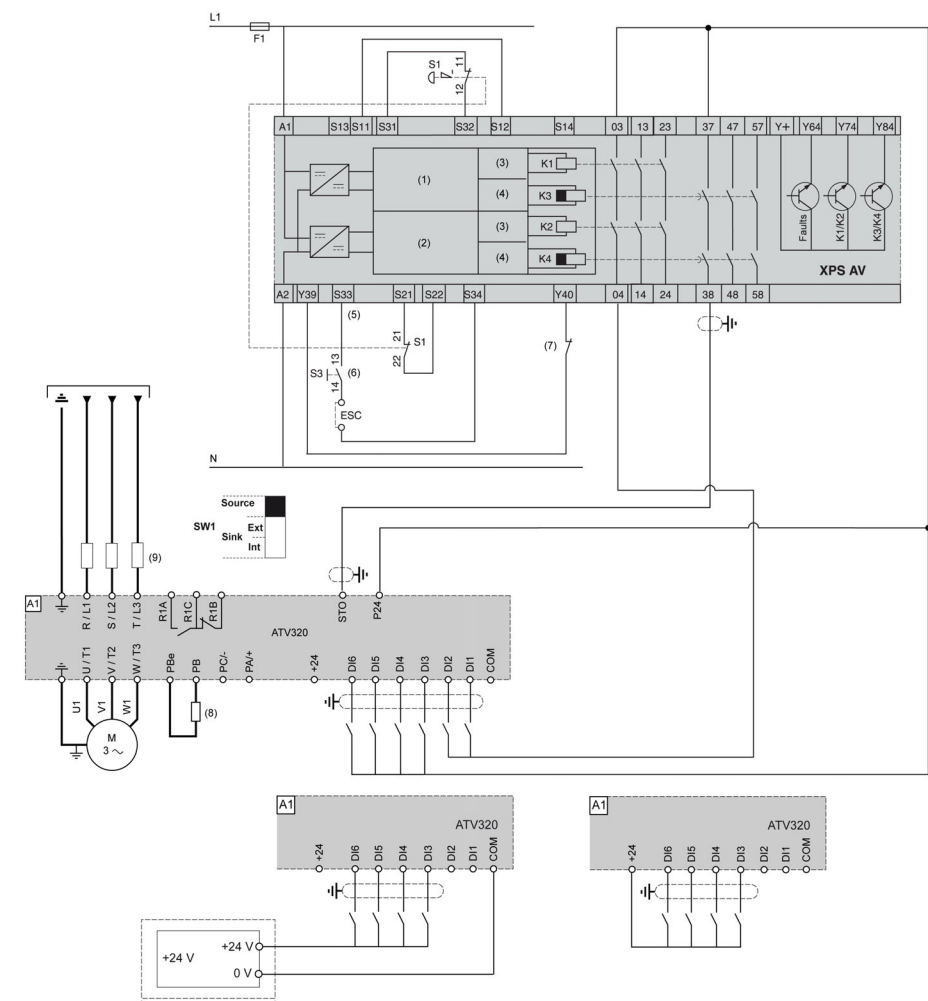 L1
F1
S1
11
12
A1 S13 S11 S31 S32 S12 S14 03 13 23 37 47 57 Y+ Y64 Y74 Y84
(1)
(3)
K1
(4)
K3
(2)
(3)
K2
(4)
K4
Faults
K1/K2
K3/K4
XPS AV
A2 Y39 S33 S21 S22 S34 Y40 04 14 24 38 48 58
(5)
21
22
S1
(7)
13
S3
14
(6)
ESC
N
Source
SW1
Sink
Ext
Int
(9)
A1
R / L1
S / L2
T / L3
R1A
R1C
R1B
STO
P24
ATV320
U / T1
V / T2
W / T3
PBe
PB
PC/-
PA/+
+24
DI6
DI5
DI4
DI3
DI2
DI1
COM
U1
V1
W1
(8)
M
3 ~
A1
ATV320
+24
DI6
DI5
DI4
DI3
DI2
DI1
COM
+24 V
+24 V
0 V
A1
ATV320
+24
DI6
DI5
DI4
DI3
DI2
DI1
COM